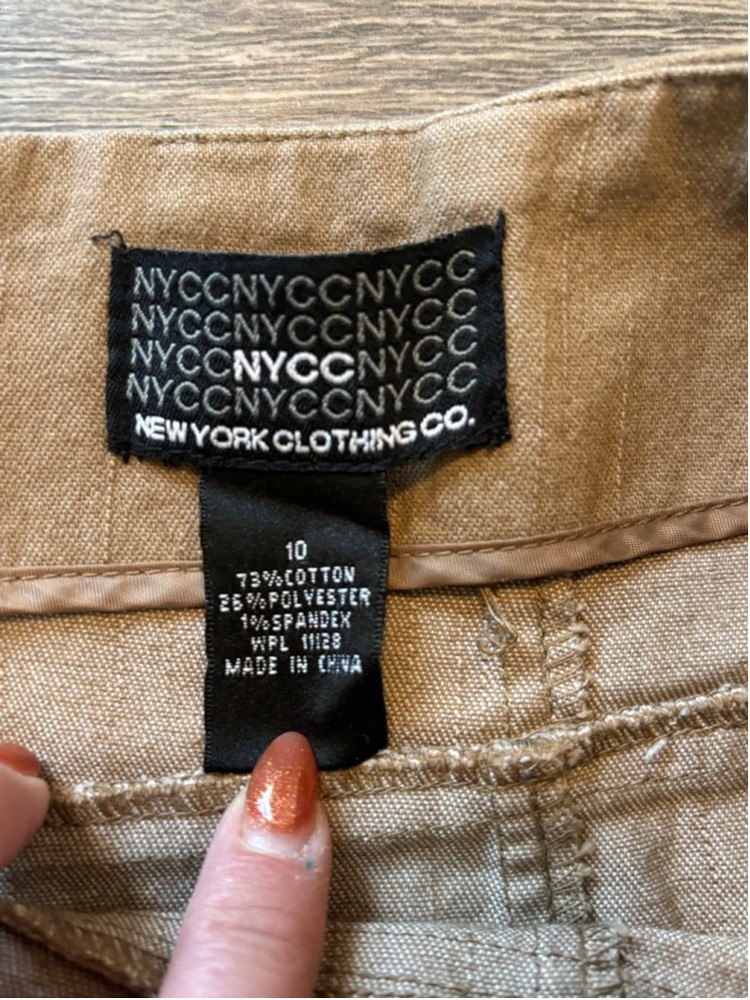 NYCCNYCCNYCC
NYCCNYCCNYCC
NYCCNYCCNYCC
NYCCNYCCNYCC
NEW YORK CLOTHING CO.
10
73%COTTON
26%POLYESTER
1%SPANDEX
WPL 11128
MADE IN CHINA